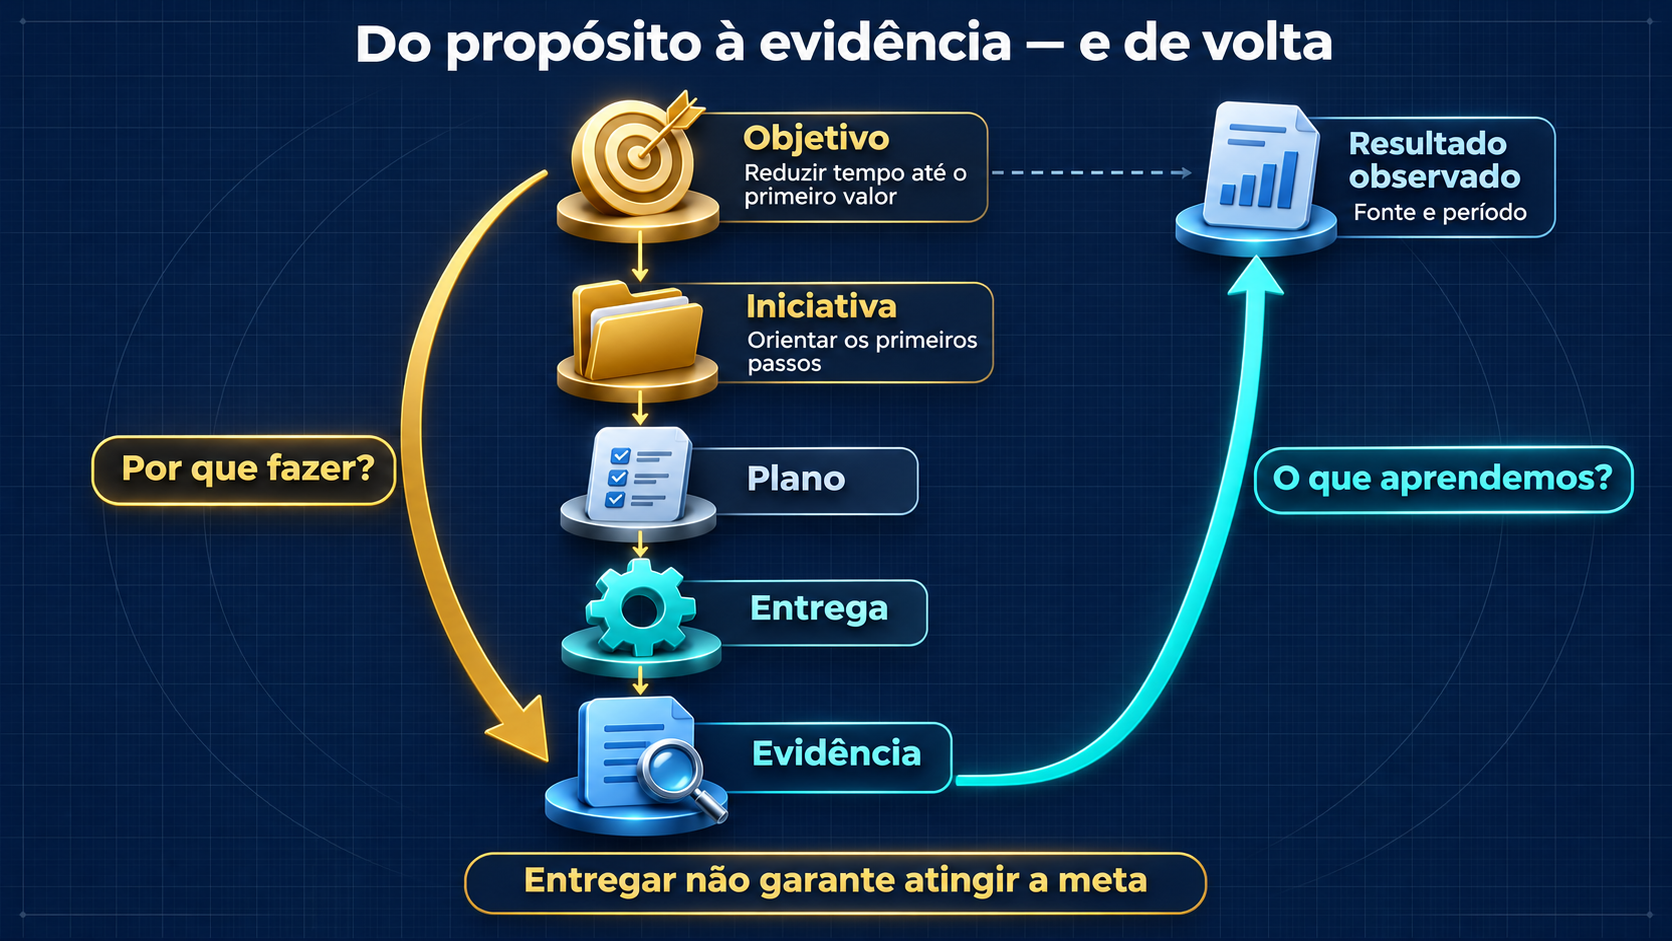 Do propósito à evidência — e de volta
Objetivo
Reduzir tempo até o
primeiro valor
Resultado
observado
Fonte e período
Iniciativa
Orientar os primeiros
passos
Por que fazer?
Plano
O que aprendemos?
Entrega
Evidência
Entregar não garante atingir a meta